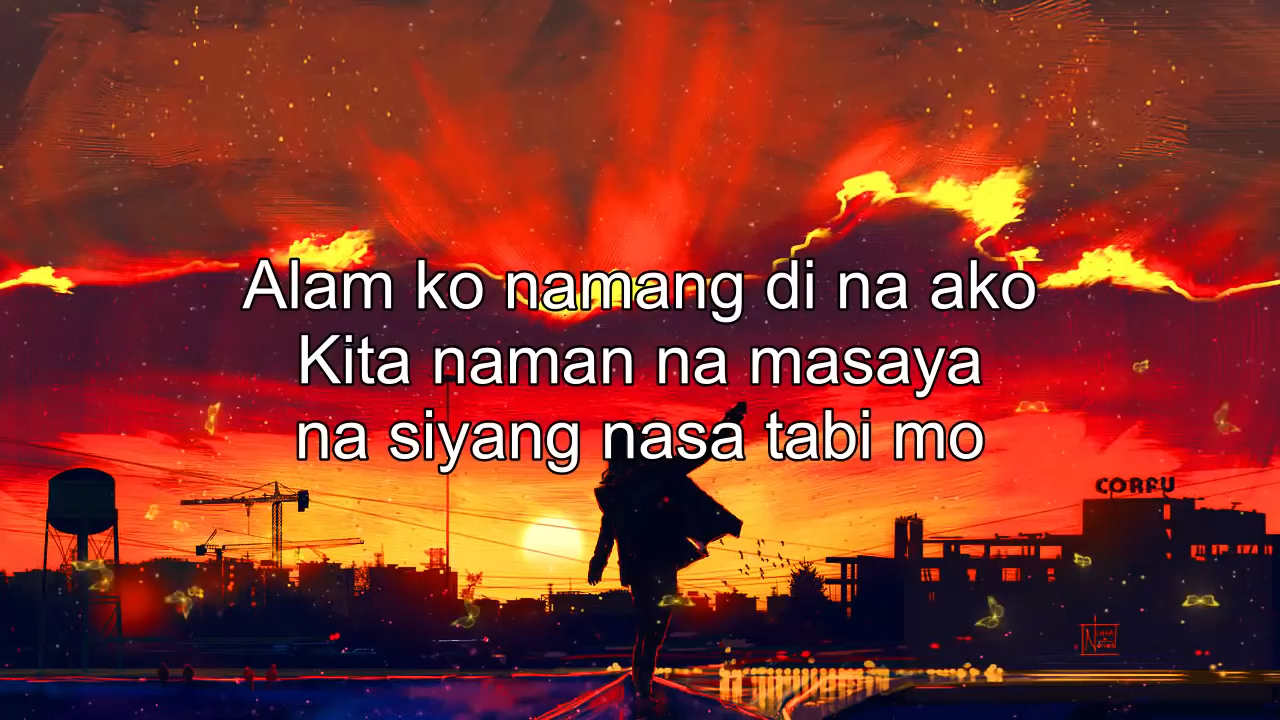 Alam ko namang di na ako
Kita naman na masaya
na siyang nasa tabi mo
CORFU